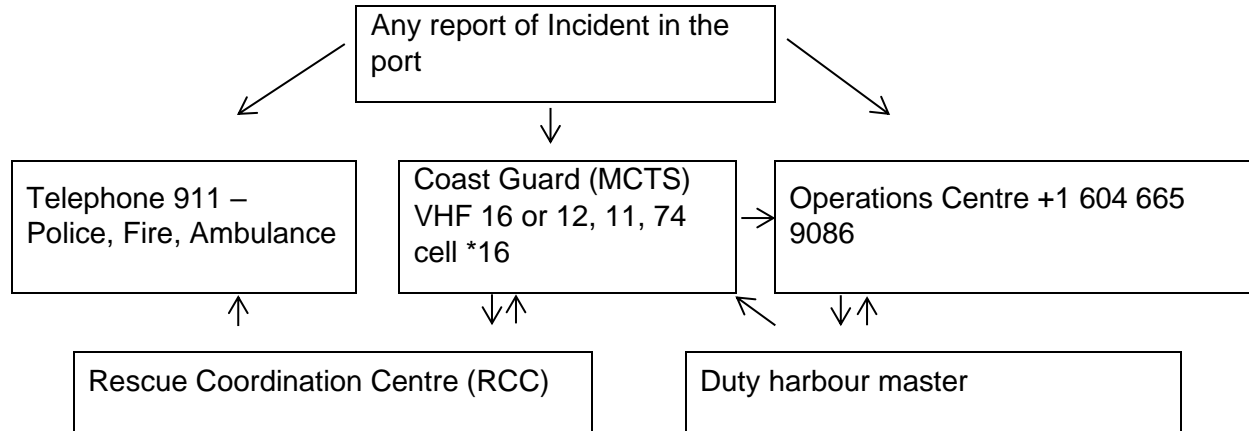 Any report of Incident in the
port
Telephone 911 –
Police, Fire, Ambulance
Coast Guard (MCTS)
VHF 16 or 12, 11, 74
cell *16
Operations Centre +1 604 665
9086
Rescue Coordination Centre (RCC)
Duty harbour master